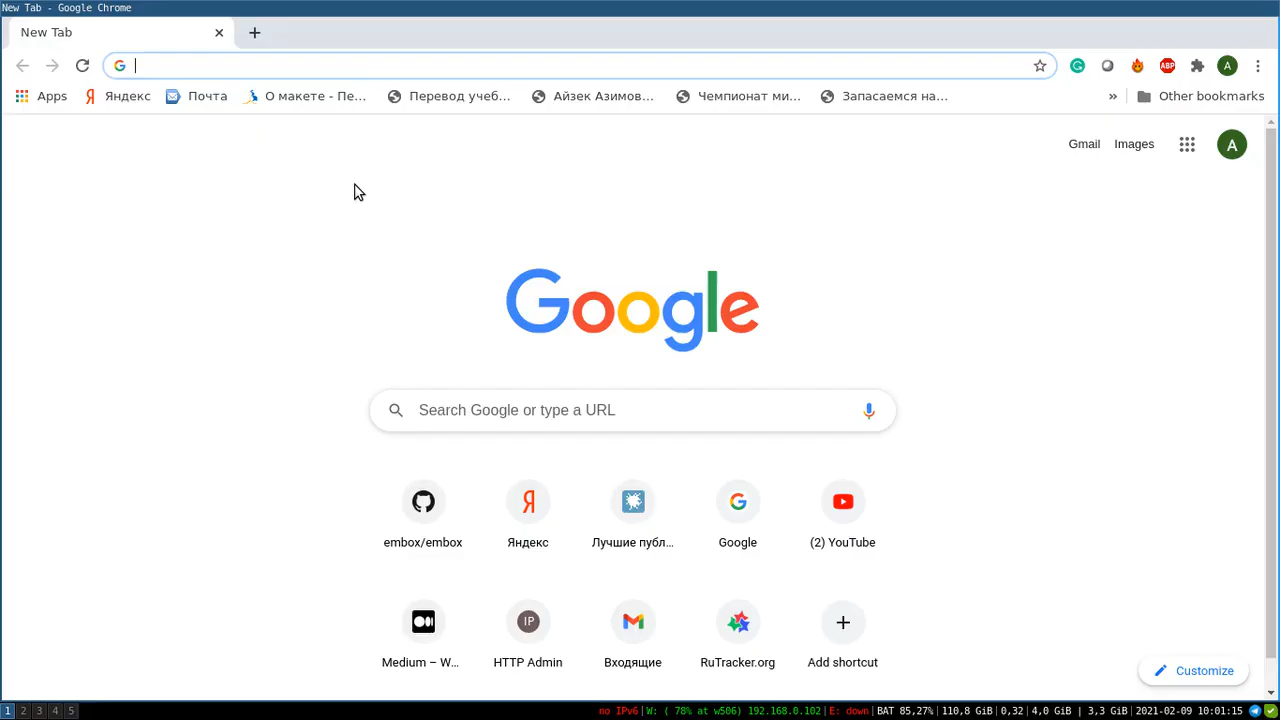 New Tab - Google Chrome
New Tab
Apps Яндекс Почта О макете - Пе... Перевод учеб... Айзек Азимов... Чемпионат ми... Запасаемся на... » Other bookmarks
ABP
A
Gmail Images A
Google
Search Google or type a URL
embox/embox Яндекс Лучшие публ... Google (2) YouTube
IP
Medium – W... HTTP Admin Входящие RuTracker.org Add shortcut
Customize
1 2 3 4 5 no IPv6|W: ( 78% at w506) 192.168.0.102|E: down|BAT 85,27%|110,8 GiB|0,32|4,0 GiB | 3,3 GiB|2021-02-09 10:01:15